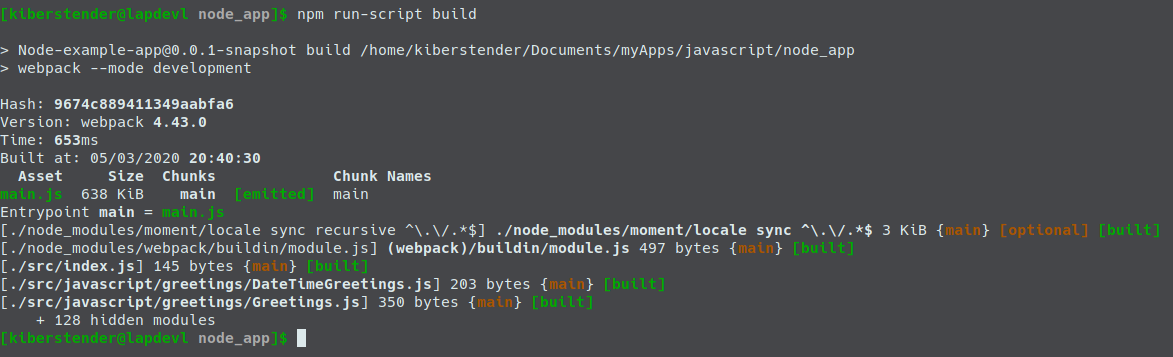 [kiberstender@lapdevl node_app]$ npm run-script build
> Node-example-app@0.0.1-snapshot build /home/kiberstender/Documents/myApps/javascript/node_app
> webpack --mode development
Hash: 9674c889411349aabfa6
Version: webpack 4.43.0
Time: 653ms
Built at: 05/03/2020 20:40:30
Asset Size Chunks Chunk Names
main.js 638 KiB main [emitted] main
Entrypoint main = main.js
[./node_modules/moment/locale sync recursive ^\.\/.*$] ./node_modules/moment/locale sync ^\.\/.*$ 3 KiB {main} [optional] [built]
[./node_modules/webpack/buildin/module.js] (webpack)/buildin/module.js 497 bytes {main} [built]
[./src/index.js] 145 bytes {main} [built]
[./src/javascript/greetings/DateTimeGreetings.js] 203 bytes {main} [built]
[./src/javascript/greetings/Greetings.js] 350 bytes {main} [built]
+ 128 hidden modules
[kiberstender@lapdevl node_app]$